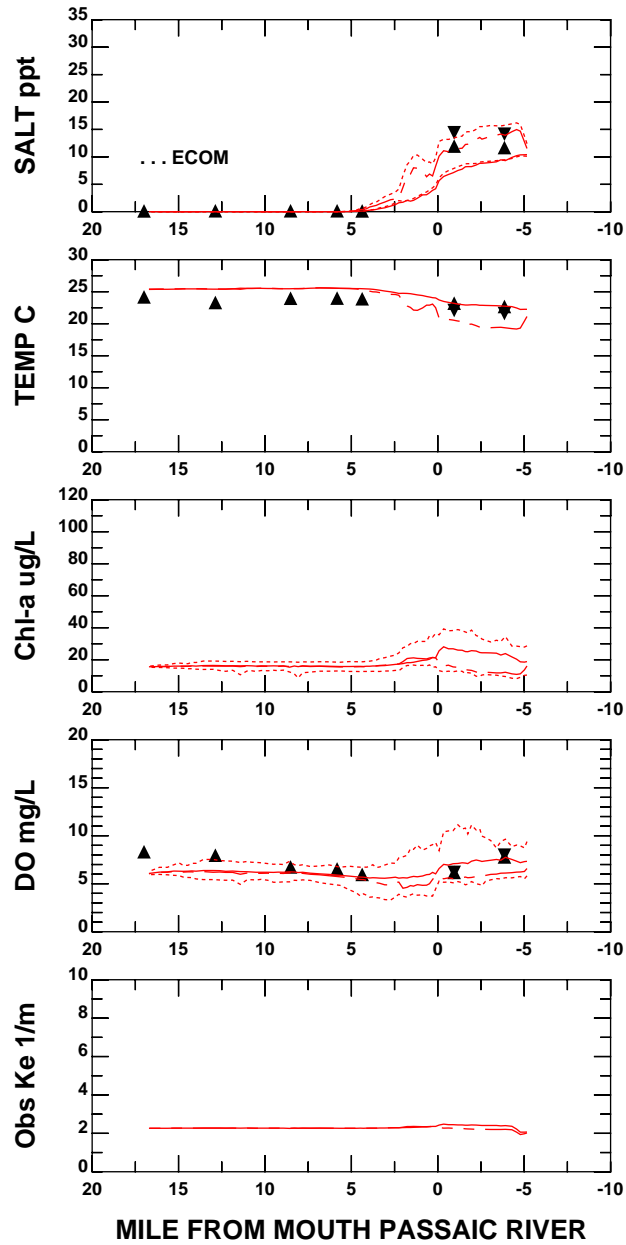 SALT ppt
35
30
25
20
15
10
5
0
. . . ECOM
20 15 10 5 0 -5 -10
TEMP C
30
25
20
15
10
5
0
20 15 10 5 0 -5 -10
Chl-a ug/L
120
100
80
60
40
20
0
20 15 10 5 0 -5 -10
DO mg/L
20
15
10
5
0
20 15 10 5 0 -5 -10
Obs Ke 1/m
10
8
6
4
2
0
20 15 10 5 0 -5 -10
MILE FROM MOUTH PASSAIC RIVER